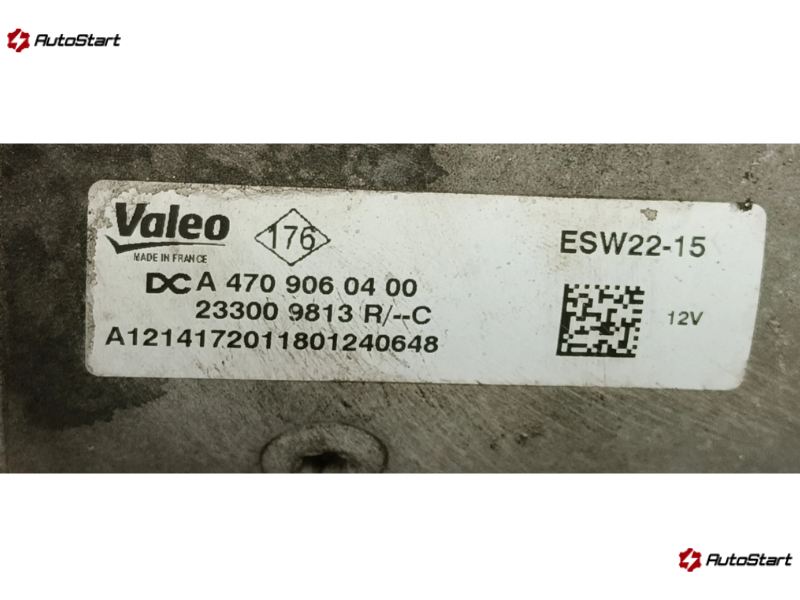 AutoStart
Valeo
MADE IN FRANCE
176
ESW22-15
DC A 470 906 04 00
23300 9813 R/--C
12V
A1214172011801240648
AutoStart